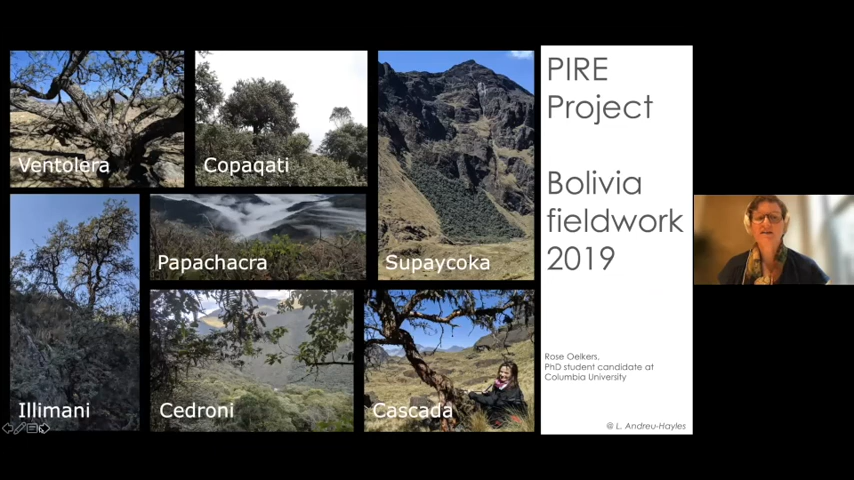 Ventolera
Copaqati
Papachacra
Supaycoka
Illimani
Cedroni
Cascada
PIRE
Project
Bolivia
fieldwork
2019
Rose Oelkers,
PhD student candidate at
Columbia University
@ L. Andreu-Hayles